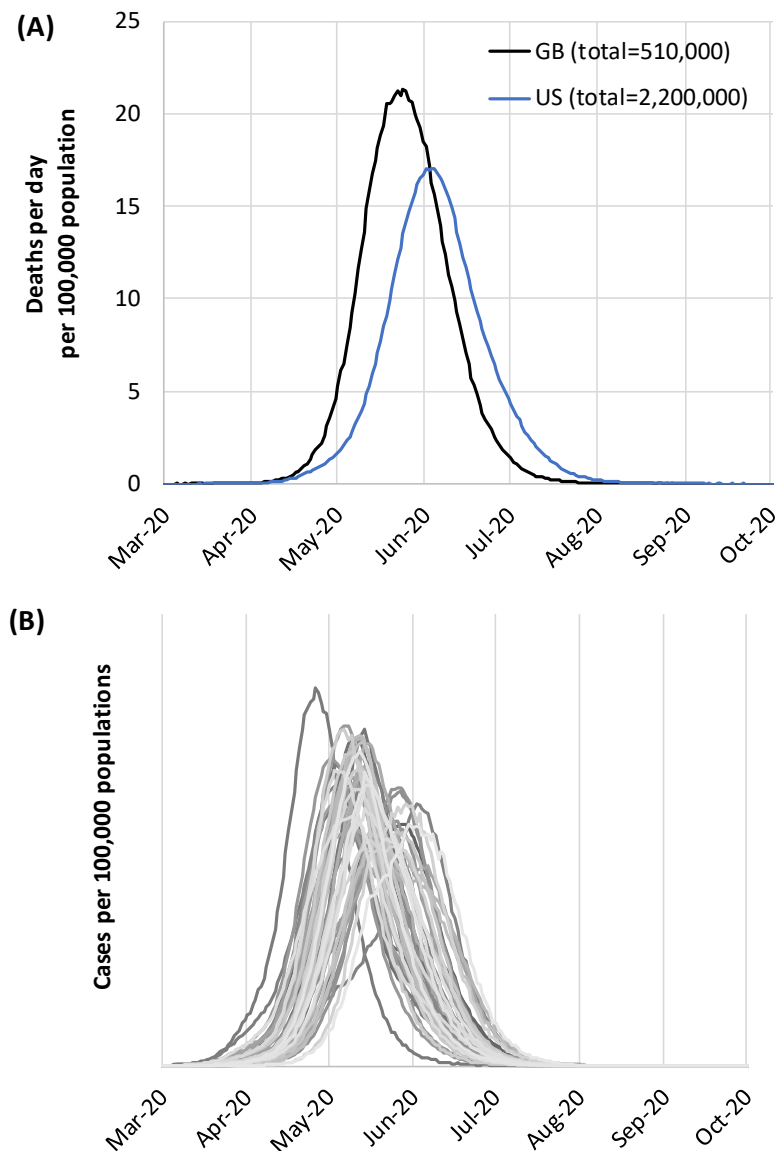 (A)
25
20
15
10
5
0
Deaths per day
per 100,000 population
GB (total=510,000)
US (total=2,200,000)
Mar-20
Apr-20
May-20
Jun-20
Jul-20
Aug-20
Sep-20
Oct-20
(B)
Cases per 100,000 populations
Mar-20
Apr-20
May-20
Jun-20
Jul-20
Aug-20
Sep-20
Oct-20